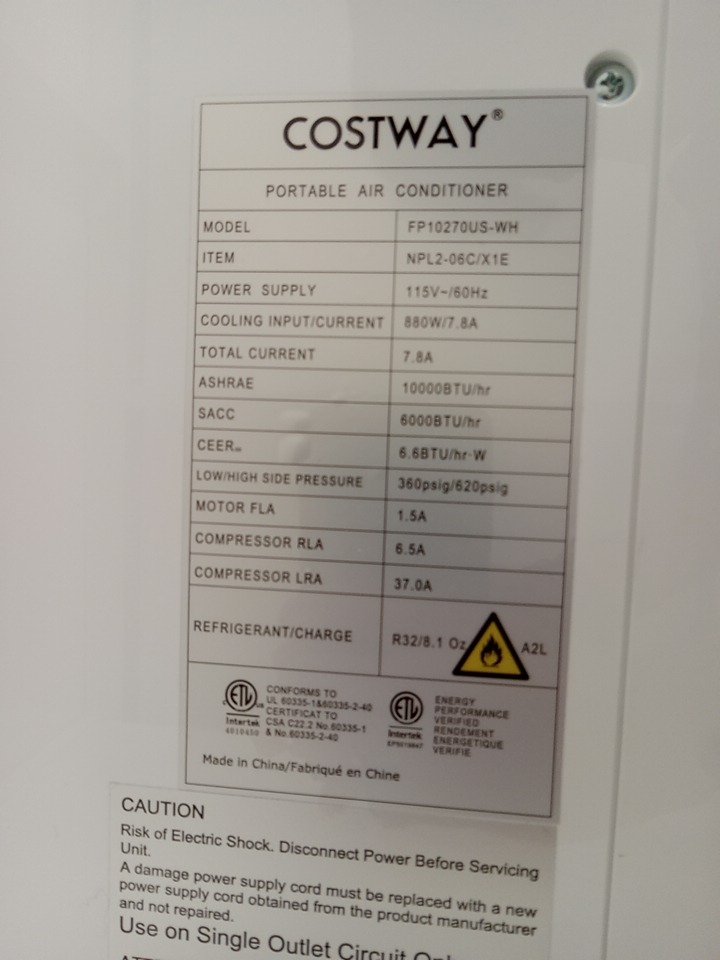 COSTWAY®
PORTABLE AIR CONDITIONER
MODEL FP10270US-WH
ITEM NPL2-06C/X1E
POWER SUPPLY 115V~/60Hz
COOLING INPUT/CURRENT 880W/7.8A
TOTAL CURRENT 7.8A
ASHRAE 10000BTU/hr
SACC 6000BTU/hr
CEER 6.6BTU/hr·W
LOW/HIGH SIDE PRESSURE 360psig/620psig
MOTOR FLA 1.5A
COMPRESSOR RLA 6.5A
COMPRESSOR LRA 37.0A
REFRIGERANT/CHARGE R32/8.1 Oz A2L
ETL
Intertek
4010450
CONFORMS TO
UL 60335-1&60335-2-40
CERTIFICAT TO
CSA C22.2 No.60335-1
& No.60335-2-40
ETL
Intertek
ENERGY
PERFORMANCE
VERIFIED
RENDEMENT
ENERGETIQUE
VERIFIE
Made in China/Fabriqué en Chine
CAUTION
Risk of Electric Shock. Disconnect Power Before Servicing
Unit.
A damage power supply cord must be replaced with a new
power supply cord obtained from the product manufacturer
and not repaired.
Use on Single Outlet Circuit